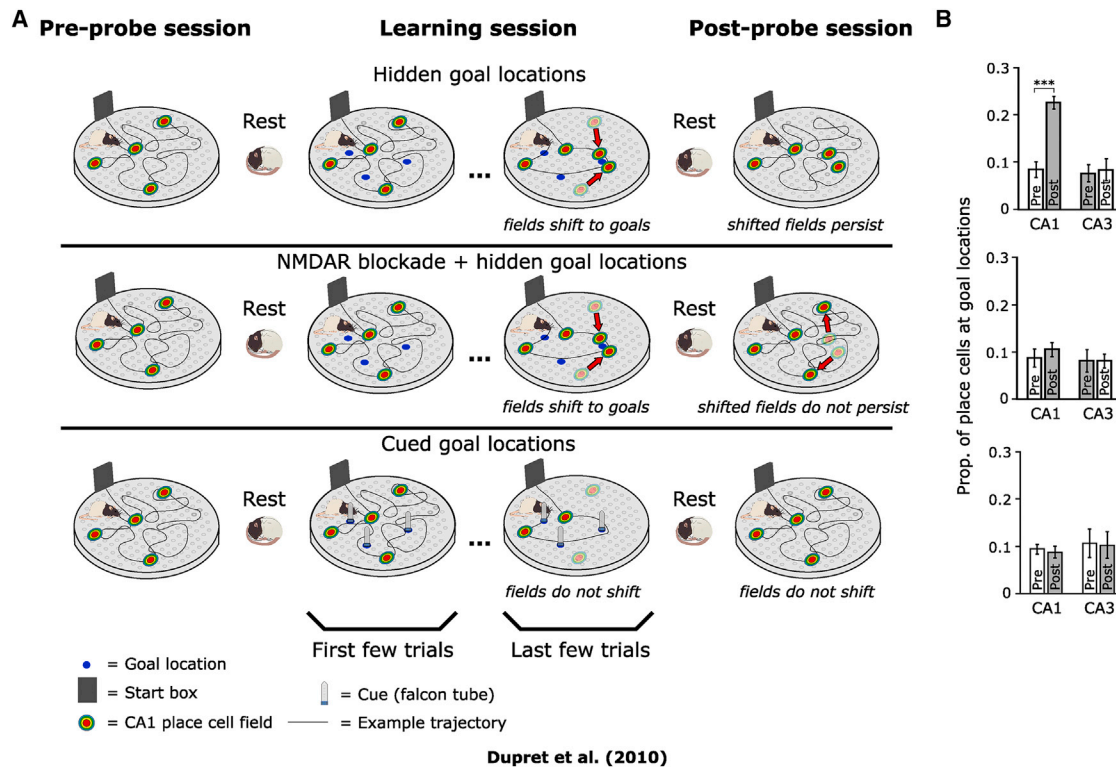 A
Pre-probe session
Learning session
Post-probe session
Hidden goal locations
Rest
Rest
...
fields shift to goals
shifted fields persist
NMDAR blockade + hidden goal locations
Rest
Rest
...
fields shift to goals
shifted fields do not persist
Cued goal locations
Rest
Rest
...
fields do not shift
fields do not shift
First few trials
Last few trials
= Goal location
= Start box
= Cue (falcon tube)
= CA1 place cell field
= Example trajectory
B
Prop. of place cells at goal locations
0.3
***
0.2
0.1
0
Pre
Post
Pre
Post
CA1
CA3
0.3
0.2
0.1
0
Pre
Post
Pre
Post
CA1
CA3
0.3
0.2
0.1
0
Pre
Post
Pre
Post
CA1
CA3
Dupret et al. (2010)